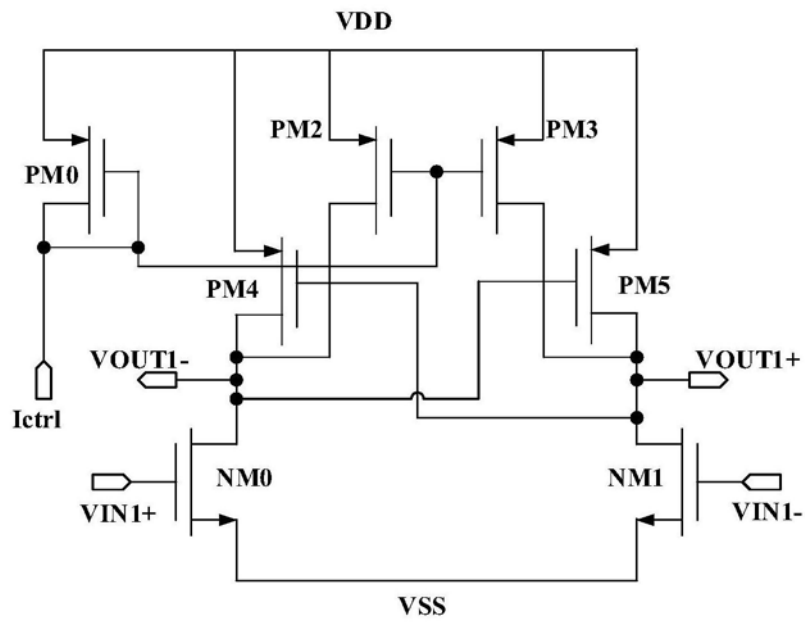 VDD
PM2
PM3
PM0
PM4
PM5
VOUT1-
VOUT1+
Ictrl
NM0
NM1
VIN1+
VIN1-
VSS